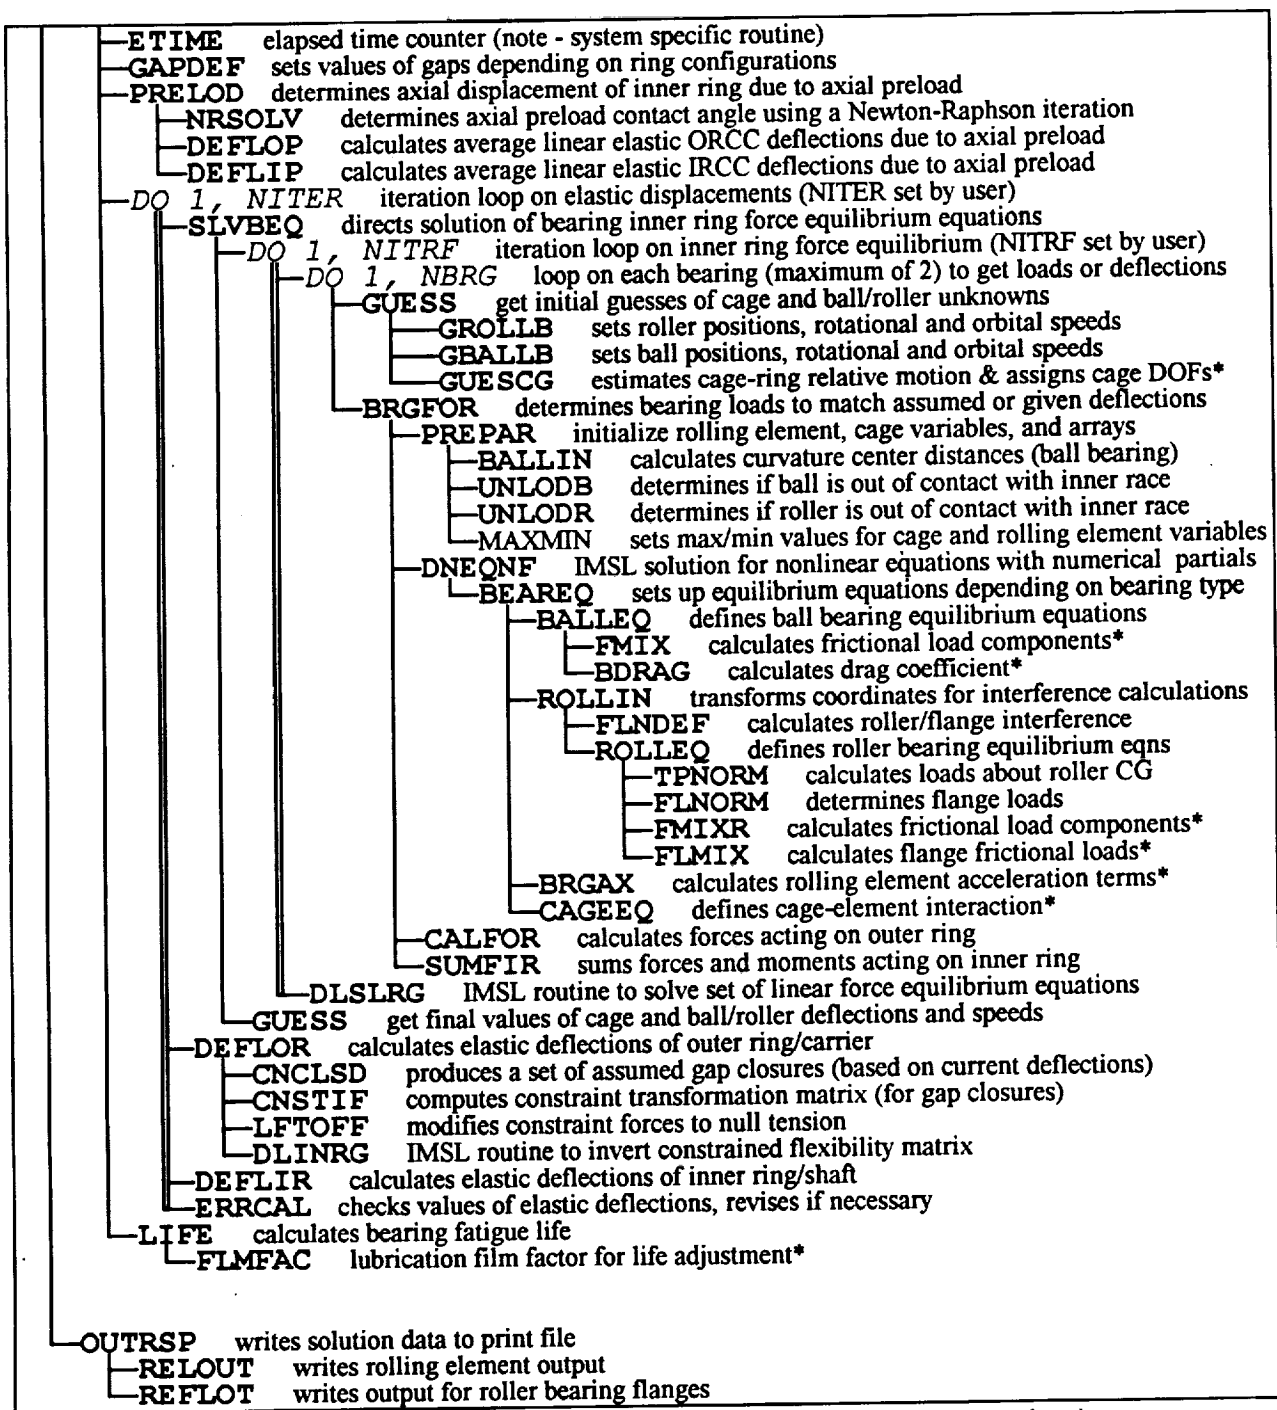 ETIME elapsed time counter (note - system specific routine)
GAPDEF sets values of gaps depending on ring configurations
PRELOD determines axial displacement of inner ring due to axial preload
NRSOLV determines axial preload contact angle using a Newton-Raphson iteration
DEFLOP calculates average linear elastic ORCC deflections due to axial preload
DEFLIP calculates average linear elastic IRCC deflections due to axial preload
DO 1, NITER iteration loop on elastic displacements (NITER set by user)
SLVBEQ directs solution of bearing inner ring force equilibrium equations
DO 1, NITRF iteration loop on inner ring force equilibrium (NITRF set by user)
DO 1, NBRG loop on each bearing (maximum of 2) to get loads or deflections
GUESS get initial guesses of cage and ball/roller unknowns
GROLLB sets roller positions, rotational and orbital speeds
GBALLB sets ball positions, rotational and orbital speeds
GUESCG estimates cage-ring relative motion & assigns cage DOFs*
BRGFOR determines bearing loads to match assumed or given deflections
PREPAR initialize rolling element, cage variables, and arrays
BALLIN calculates curvature center distances (ball bearing)
UNLODB determines if ball is out of contact with inner race
UNLODR determines if roller is out of contact with inner race
MAXMIN sets max/min values for cage and rolling element variables
DNEQNF IMSL solution for nonlinear equations with numerical partials
BEAREQ sets up equilibrium equations depending on bearing type
BALLEQ defines ball bearing equilibrium equations
FMIX calculates frictional load components*
BDRAG calculates drag coefficient*
ROLLIN transforms coordinates for interference calculations
FLNDEF calculates roller/flange interference
ROLLEQ defines roller bearing equilibrium eqns
TPNORM calculates loads about roller CG
FLNORM determines flange loads
FMIXR calculates frictional load components*
FLMIX calculates flange frictional loads*
BRGAX calculates rolling element acceleration terms*
CAGEEQ defines cage-element interaction*
CALFOR calculates forces acting on outer ring
SUMFIR sums forces and moments acting on inner ring
DLSLRG IMSL routine to solve set of linear force equilibrium equations
GUESS get final values of cage and ball/roller deflections and speeds
DEFLOR calculates elastic deflections of outer ring/carrier
CNCLSD produces a set of assumed gap closures (based on current deflections)
CNSTIF computes constraint transformation matrix (for gap closures)
LFTOFF modifies constraint forces to null tension
DLINRG IMSL routine to invert constrained flexibility matrix
DEFLIR calculates elastic deflections of inner ring/shaft
ERRCAL checks values of elastic deflections, revises if necessary
LIFE calculates bearing fatigue life
FLMFAC lubrication film factor for life adjustment*
OUTRSP writes solution data to print file
RELOUT writes rolling element output
REFLOT writes output for roller bearing flanges